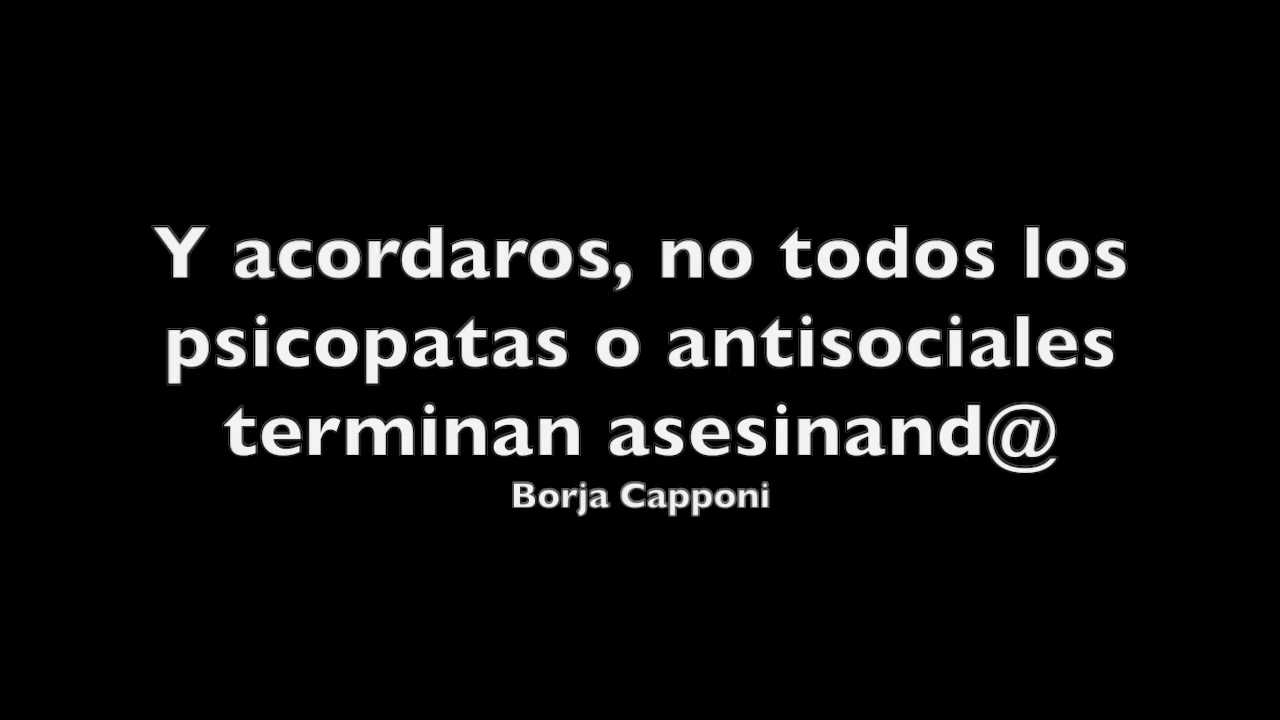 Y acordaros, no todos los
psicopatas o antisociales
terminan asesinand@
Borja Capponi